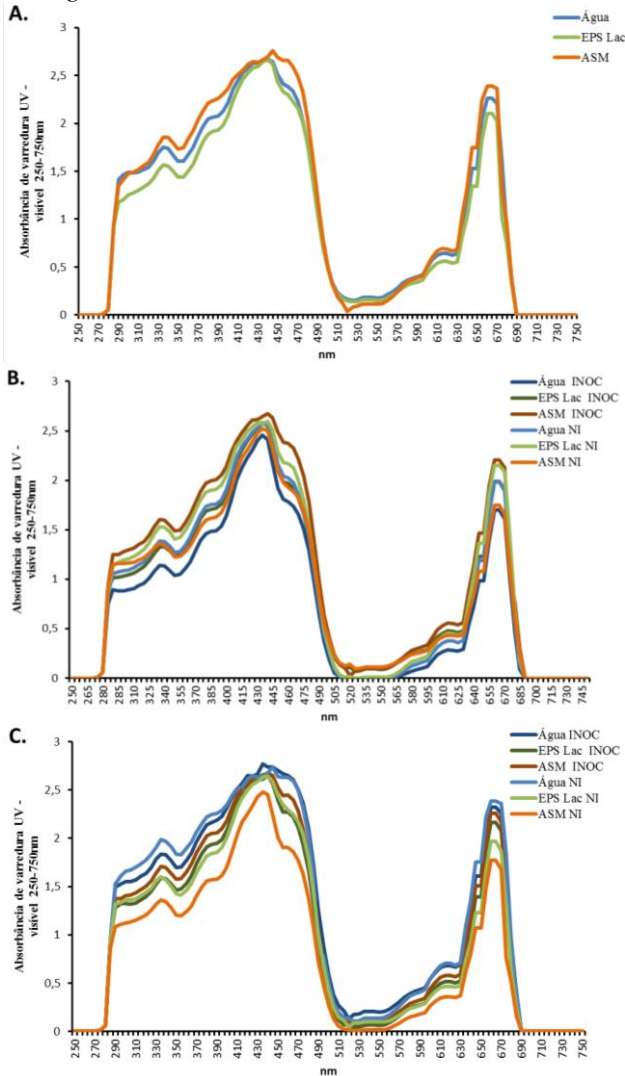 A.
Água
EPS Lac
ASM
Absorbância de varredura UV -
visível 250-750nm
3
2,5
2
1,5
1
0,5
0
250 270 290 310 330 350 370 390 410 430 450 470 490 510 530 550 570 590 610 630 650 670 690 710 730 750
nm
B.
Água INOC
EPS Lac INOC
ASM INOC
Agua NI
EPS Lac NI
ASM NI
Absorbância de varredura UV -
visível 250-750nm
3
2,5
2
1,5
1
0,5
0
250 265 280 285 310 325 340 355 370 385 400 415 430 445 460 475 490 505 520 535 550 565 580 595 610 625 640 655 670 685 700 715 730 745
nm
C.
Água INOC
EPS Lac INOC
ASM INOC
Água NI
EPS Lac NI
ASM NI
Absorbância de varredura UV -
visível 250-750nm
3
2,5
2
1,5
1
0,5
0
250 270 290 310 330 350 370 390 410 430 450 470 490 510 530 550 570 590 610 630 650 670 690 710 730 750
nm